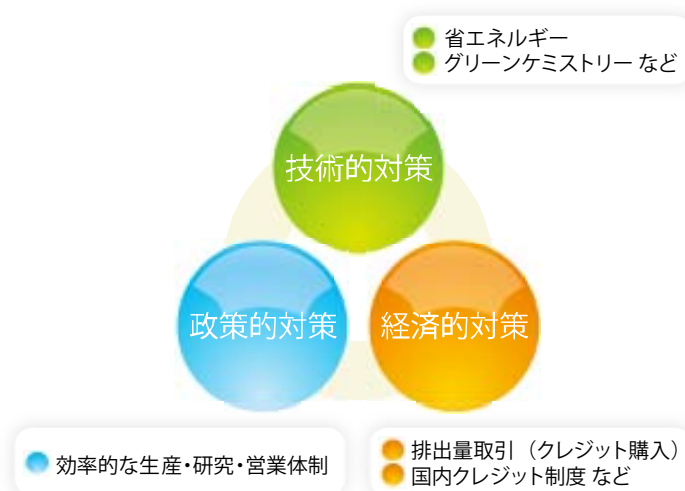 省エネルギー
グリーンケミストリー など
技術的対策
政策的対策
経済的対策
効率的な生産・研究・営業体制
排出量取引（クレジット購入）
国内クレジット制度 など